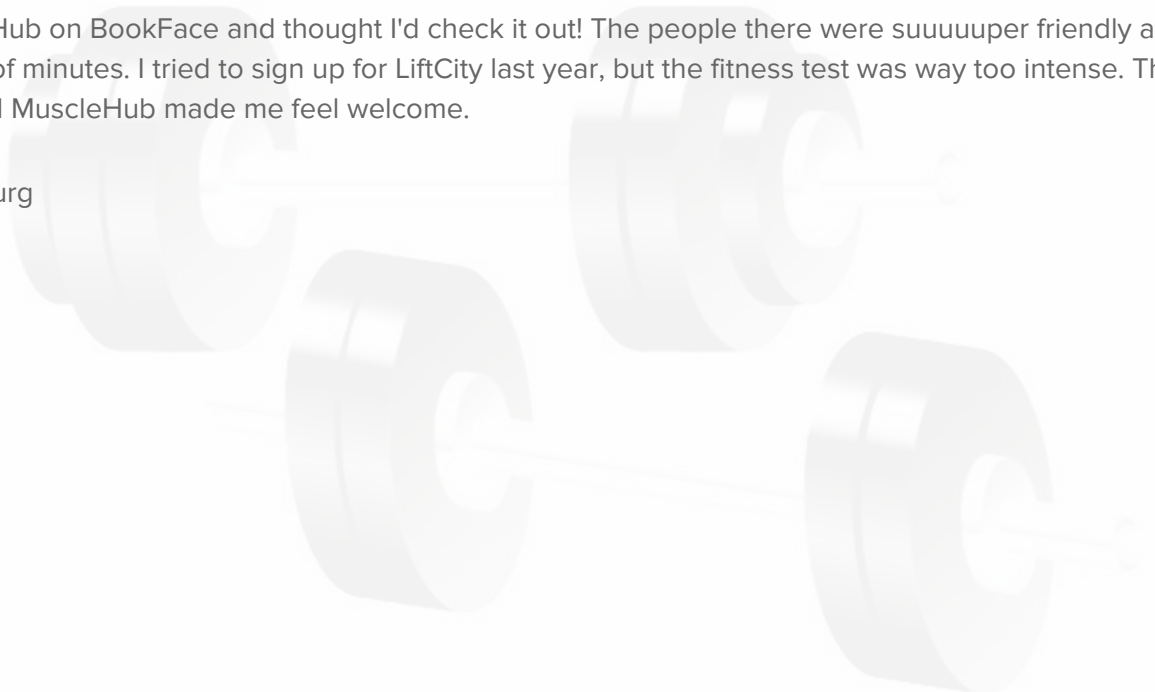 Hub on BookFace and thought I'd check it out! The people there were suuuuuper friendly a
of minutes. I tried to sign up for LiftCity last year, but the fitness test was way too intense. Th
MuscleHub made me feel welcome.
urg